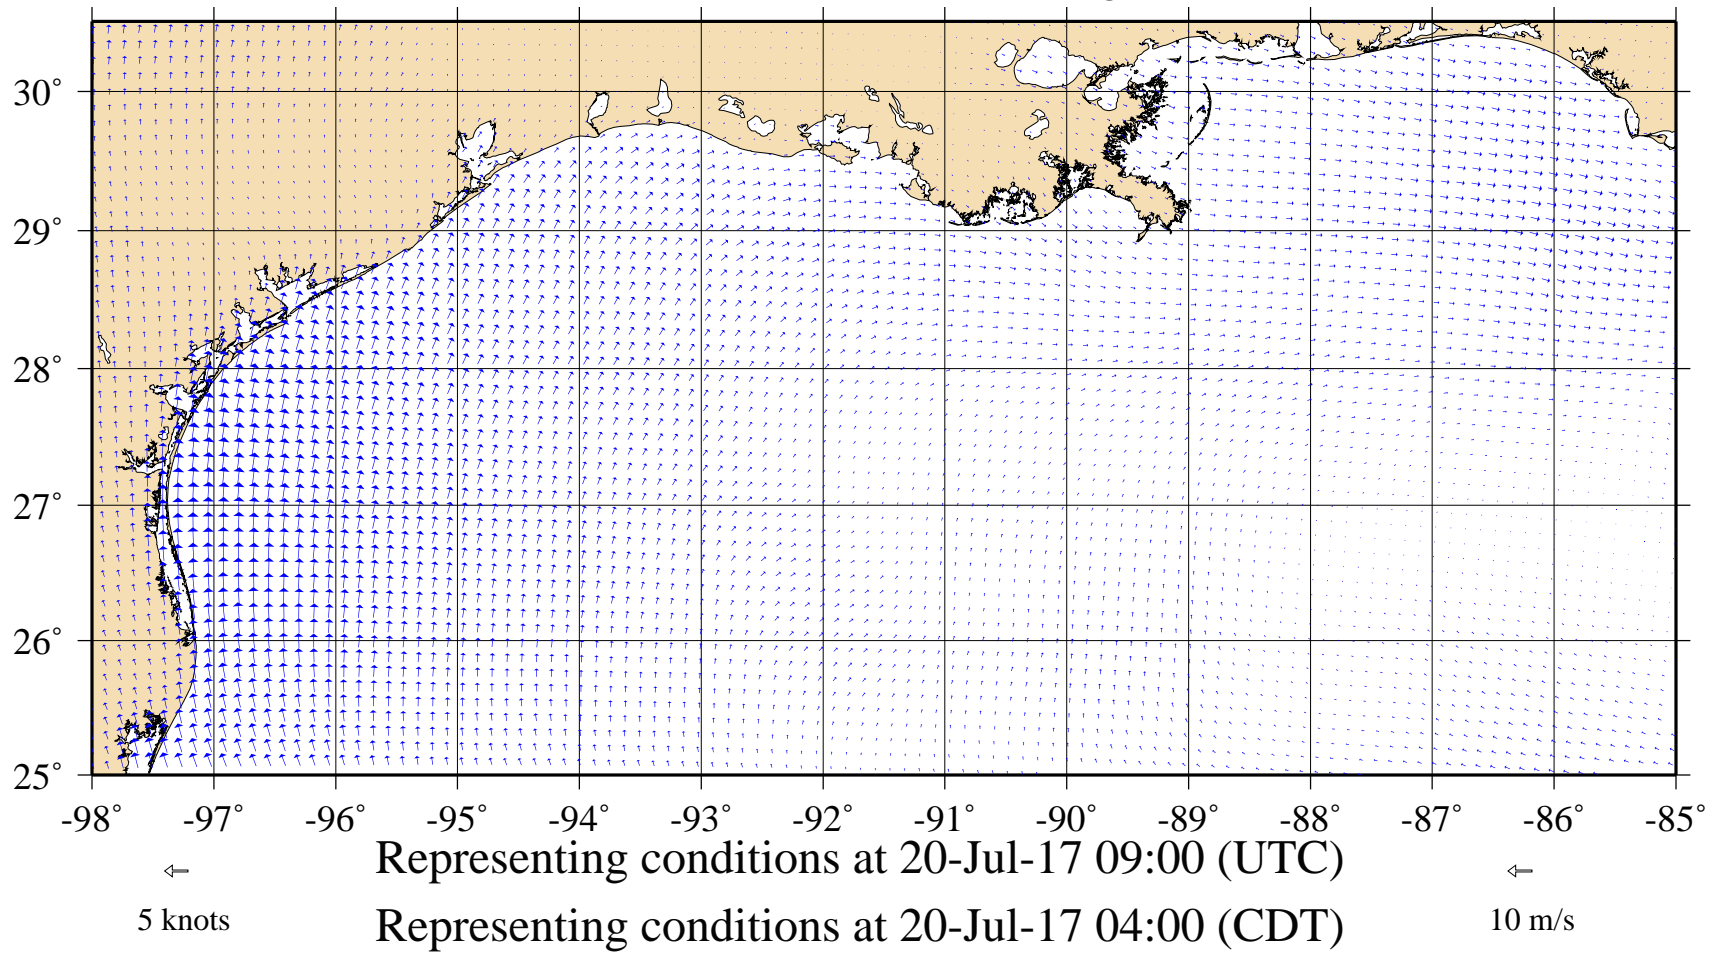 30°
29°
28°
27°
26°
25°
-98° -97° -96° -95° -94° -93° -92° -91° -90° -89° -88° -87° -86° -85°
Representing conditions at 20-Jul-17 09:00 (UTC)
5 knots
Representing conditions at 20-Jul-17 04:00 (CDT)
10 m/s